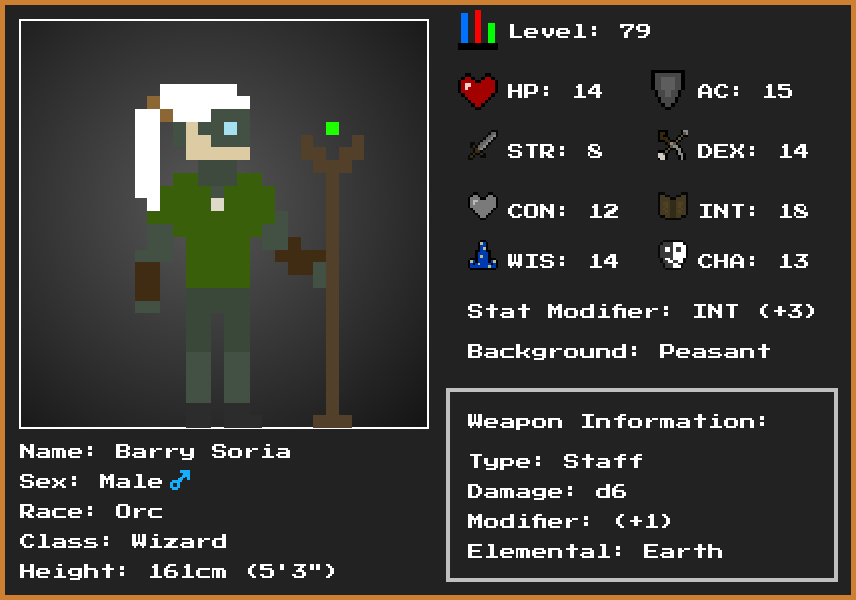 Level: 79
HP: 14
AC: 15
STR: 8
DEX: 14
CON: 12
INT: 18
WIS: 14
CHA: 13
Stat Modifier: INT (+3)
Background: Peasant
Weapon Information:
Type: Staff
Damage: d6
Modifier: (+1)
Elemental: Earth
Name: Barry Soria
Sex: Male♂
Race: Orc
Class: Wizard
Height: 161cm (5'3")